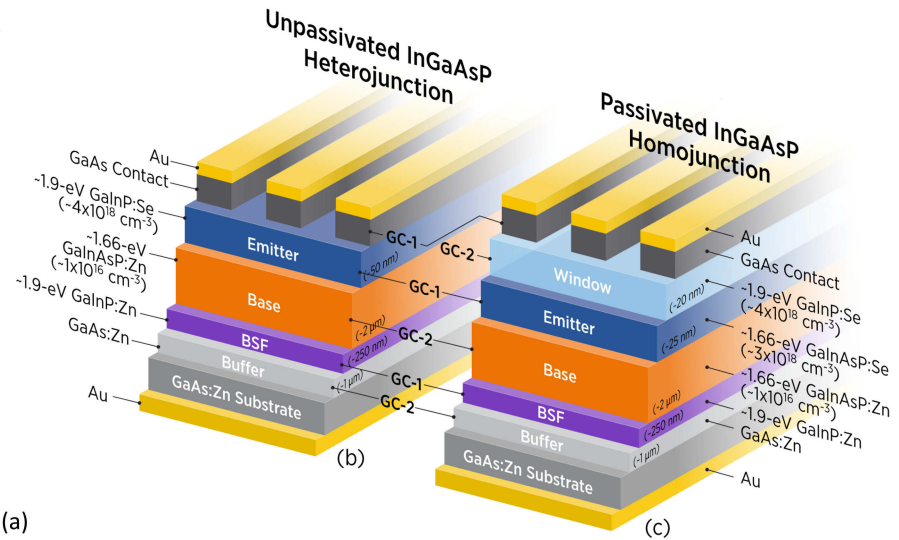 Unpassivated InGaAsP
Heterojunction
Passivated InGaAsP
Homojunction
Au
GaAs Contact
~1.9-eV GaInP:Se
(~4x10¹⁸ cm⁻³)
~1.66-eV
GaInAsP:Zn
(~1x10¹⁶ cm⁻³)
~1.9-eV GaInP:Zn
GaAs:Zn
Au
Emitter
(~50 nm)
Base
(~2 µm)
BSF
(~250 nm)
Buffer
(~1 µm)
GaAs:Zn Substrate
(b)
GC-1
GC-2
GC-1
GC-2
GC-1
GC-2
Window
(~20 nm)
Emitter
(~25 nm)
Base
(~2 µm)
BSF
(~250 nm)
Buffer
(~1 µm)
GaAs:Zn Substrate
Au
GaAs Contact
~1.9-eV GaInP:Se
(~4x10¹⁸ cm⁻³)
~1.66-eV GaInAsP:Se
(~3x10¹⁸ cm⁻³)
~1.66-eV GaInAsP:Zn
(~1x10¹⁶ cm⁻³)
~1.9-eV GaInP:Zn
GaAs:Zn
Au
(c)
(a)